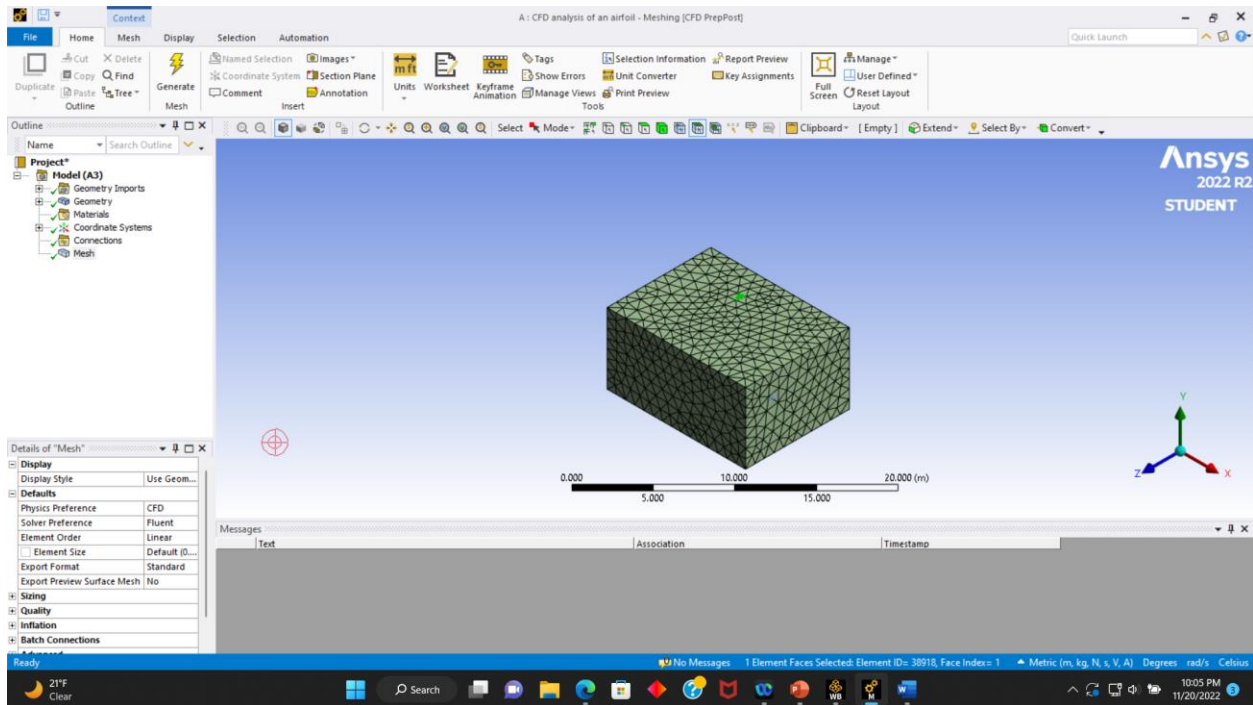 Context
A : CFD analysis of an airfoil - Meshing [CFD PrepPost]
File Home Mesh Display Selection Automation Quick Launch
Duplicate Cut Copy Paste Delete Find Tree
Outline
Generate
Mesh
Named Selection Coordinate System Comment Images Section Plane Annotation
Insert
Units Worksheet Keyframe Animation Tags Show Errors Manage Views Selection Information Unit Converter Print Preview Report Preview Key Assignments
Tools
Full Screen Manage User Defined Reset Layout
Layout
Outline
Select Mode Clipboard [ Empty ] Extend Select By Convert
Name Search Outline
Project*
Model (A3)
Geometry Imports
Geometry
Materials
Coordinate Systems
Connections
Mesh
Ansys
2022 R2
STUDENT
Y
Z X
0.000 10.000 20.000 (m)
5.000 15.000
Details of "Mesh"
Display
Display Style Use Geom...
Defaults
Physics Preference CFD
Solver Preference Fluent
Element Order Linear
Element Size Default (0....
Export Format Standard
Export Preview Surface Mesh No
Sizing
Quality
Inflation
Batch Connections
Messages
Text Association Timestamp
Ready No Messages 1 Element Faces Selected: Element ID= 38918, Face Index= 1 Metric (m, kg, N, s, V, A) Degrees rad/s Celsius
21°F
Clear
Search
WB
M
10:05 PM
11/20/2022
3